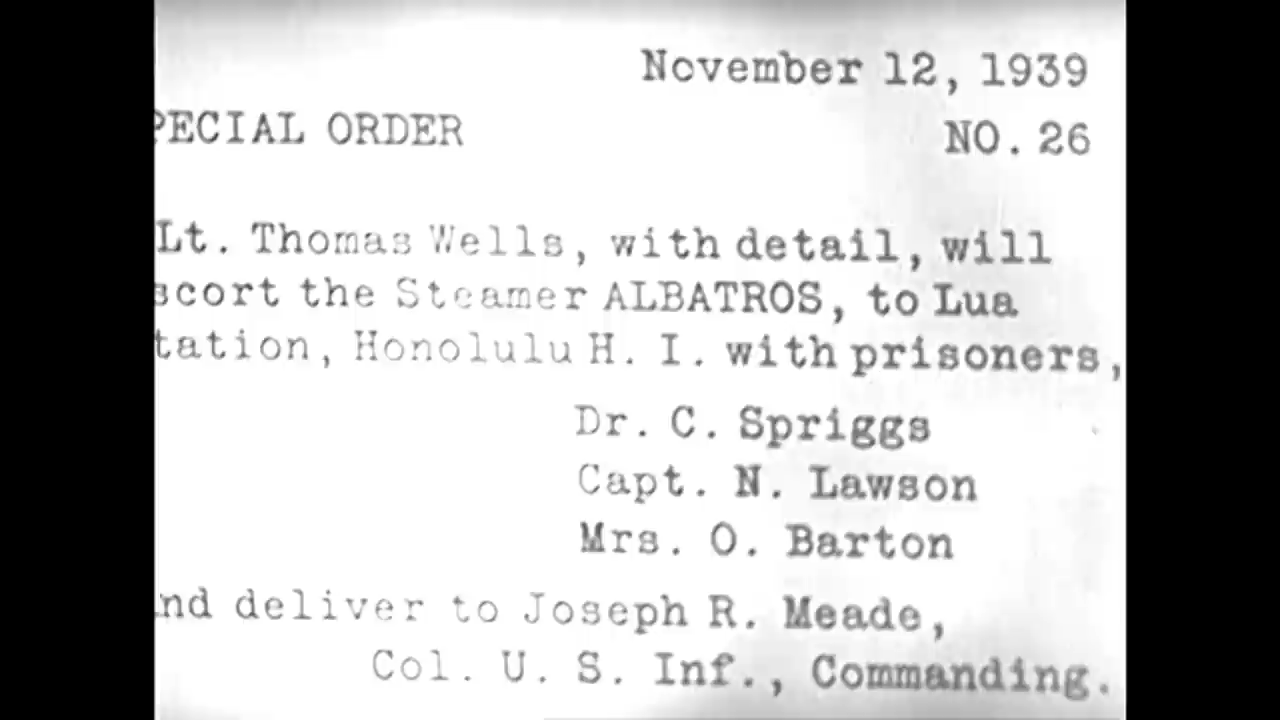 November 12, 1939
PECIAL ORDER NO. 26
Lt. Thomas Wells, with detail, will
scort the Steamer ALBATROS, to Lua
tation, Honolulu H. I. with prisoners,
Dr. C. Spriggs
Capt. N. Lawson
Mrs. O. Barton
nd deliver to Joseph R. Meade,
Col. U. S. Inf., Commanding.